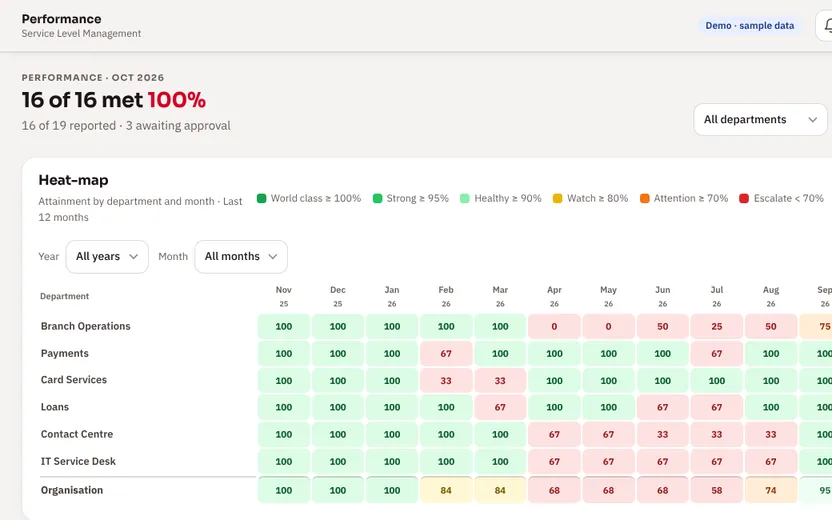 Performance
Service Level Management
Demo · sample data
PERFORMANCE · OCT 2026
16 of 16 met 100%
16 of 19 reported · 3 awaiting approval
All departments
Heat-map
Attainment by department and month · Last
12 months
World class ≥ 100% Strong ≥ 95% Healthy ≥ 90% Watch ≥ 80% Attention ≥ 70% Escalate < 70%
Year All years Month All months
Department Nov Dec Jan Feb Mar Apr May Jun Jul Aug Sep
25 25 26 26 26 26 26 26 26 26 26
Branch Operations 100 100 100 100 100 0 0 50 25 50 75
Payments 100 100 100 67 100 100 100 100 67 100 100
Card Services 100 100 100 33 33 100 100 100 100 100 100
Loans 100 100 100 100 67 100 100 67 67 100 100
Contact Centre 100 100 100 100 100 67 67 33 33 33 100
IT Service Desk 100 100 100 100 100 67 67 67 67 67 100
Organisation 100 100 100 84 84 68 68 68 58 74 95